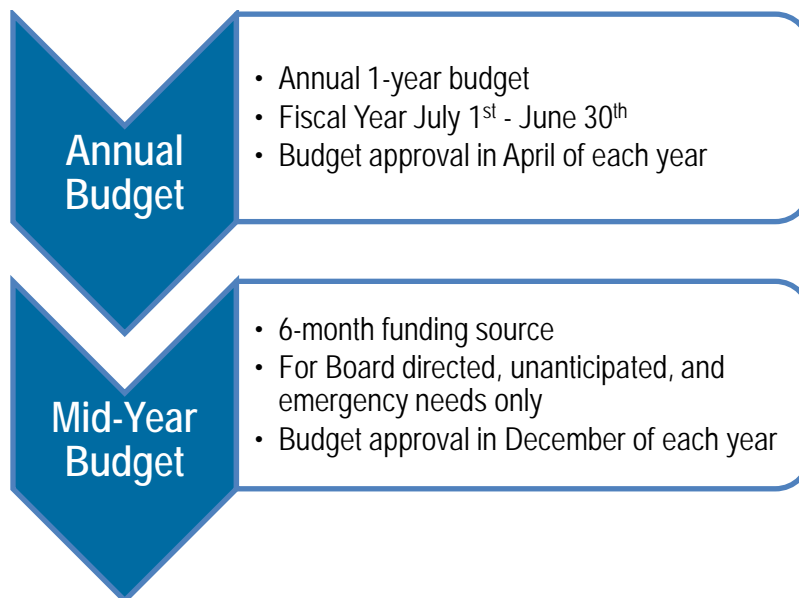 Annual
Budget
• Annual 1-year budget
• Fiscal Year July 1st - June 30th
• Budget approval in April of each year
Mid-Year
Budget
• 6-month funding source
• For Board directed, unanticipated, and
emergency needs only
• Budget approval in December of each year